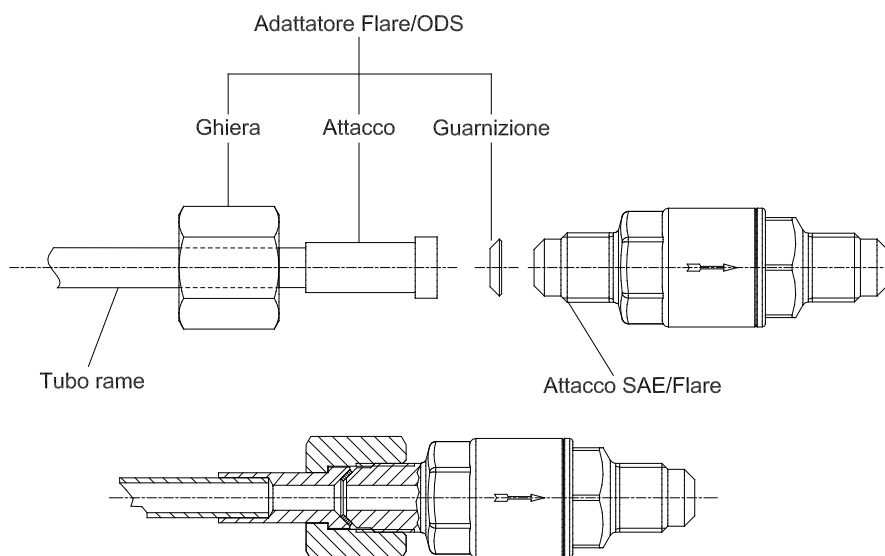 Adattatore Flare/ODS
Ghiera
Attacco
Guarnizione
Tubo rame
Attacco SAE/Flare